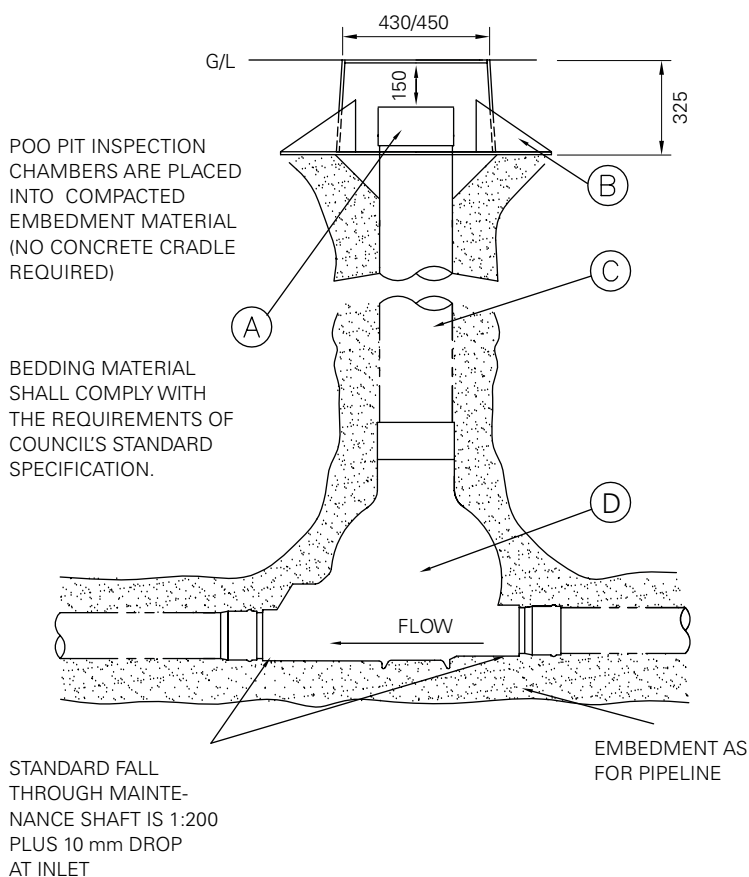 430/450
G/L
150
325
POO PIT INSPECTION
CHAMBERS ARE PLACED
INTO COMPACTED
EMBEDMENT MATERIAL
(NO CONCRETE CRADLE
REQUIRED)
B
C
A
BEDDING MATERIAL
SHALL COMPLY WITH
THE REQUIREMENTS OF
COUNCIL'S STANDARD
SPECIFICATION.
D
FLOW
EMBEDMENT AS
FOR PIPELINE
STANDARD FALL
THROUGH MAINTE-
NANCE SHAFT IS 1:200
PLUS 10 mm DROP
AT INLET